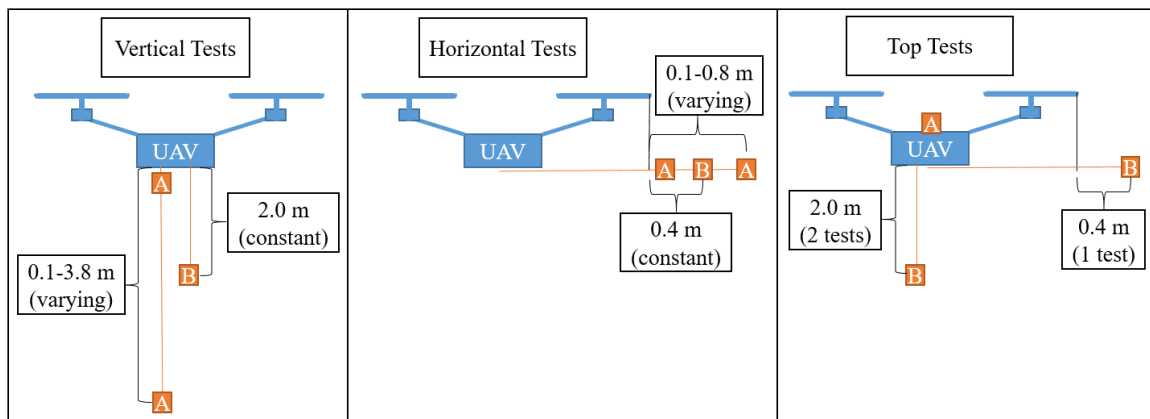 Vertical Tests
UAV
A
2.0 m
(constant)
B
0.1-3.8 m
(varying)
A
Horizontal Tests
0.1-0.8 m
(varying)
UAV
A
B
A
0.4 m
(constant)
Top Tests
A
UAV
B
2.0 m
(2 tests)
0.4 m
(1 test)
B